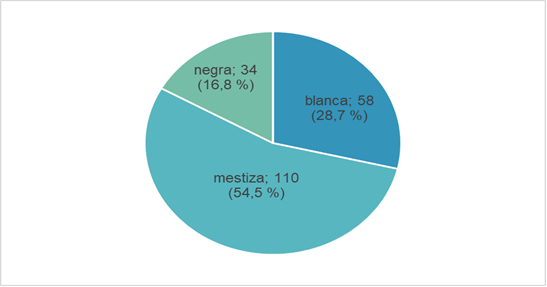 negra; 34
(16,8 %)
blanca; 58
(28,7 %)
mestiza; 110
(54,5 %)